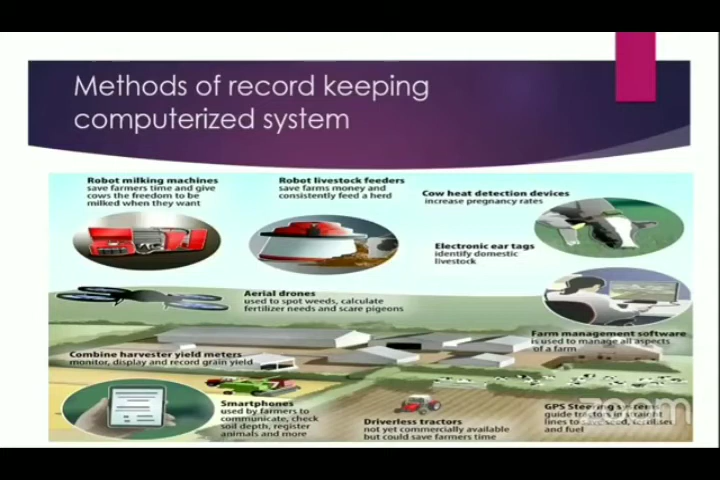 Methods of record keeping
computerized system
Robot milking machines
save farmers time and give
cows the freedom to be
milked when they want
Robot livestock feeders
save farms money and
consistently feed a herd
Cow heat detection devices
increase pregnancy rates
Electronic ear tags
identify domestic
livestock
Aerial drones
used to spot weeds, calculate
fertilizer needs and scare pigeons
Farm management software
is used to manage all aspects
of a farm
Combine harvester yield meters
monitor, display and record grain yield
Smartphones
used by farmers to
communicate, check
soil depth, register
animals and more
Driverless tractors
not yet commercially available
but could save farmers time
GPS Steering systems
guide tractors in straight
lines to save seed, fertiliser
and fuel
zoom